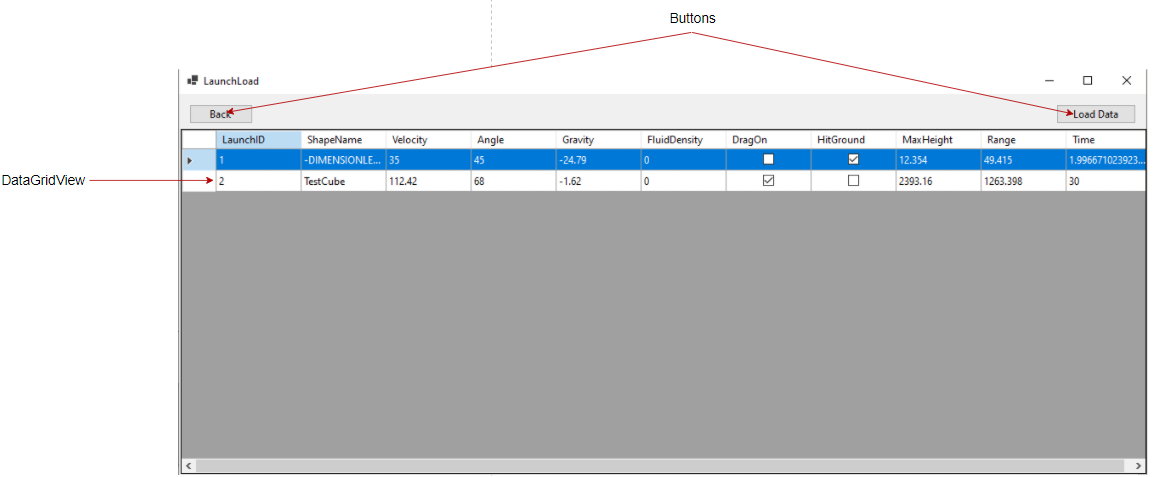 Buttons
LaunchLoad
Back
Load Data
LaunchID ShapeName Velocity Angle Gravity FluidDensity DragOn HitGround MaxHeight Range Time
1 -DIMENSIONLE... 35 45 -24.79 0 12.354 49.415 1.996671023923...
DataGridView
2 TestCube 112.42 68 -1.62 0 2393.16 1263.398 30